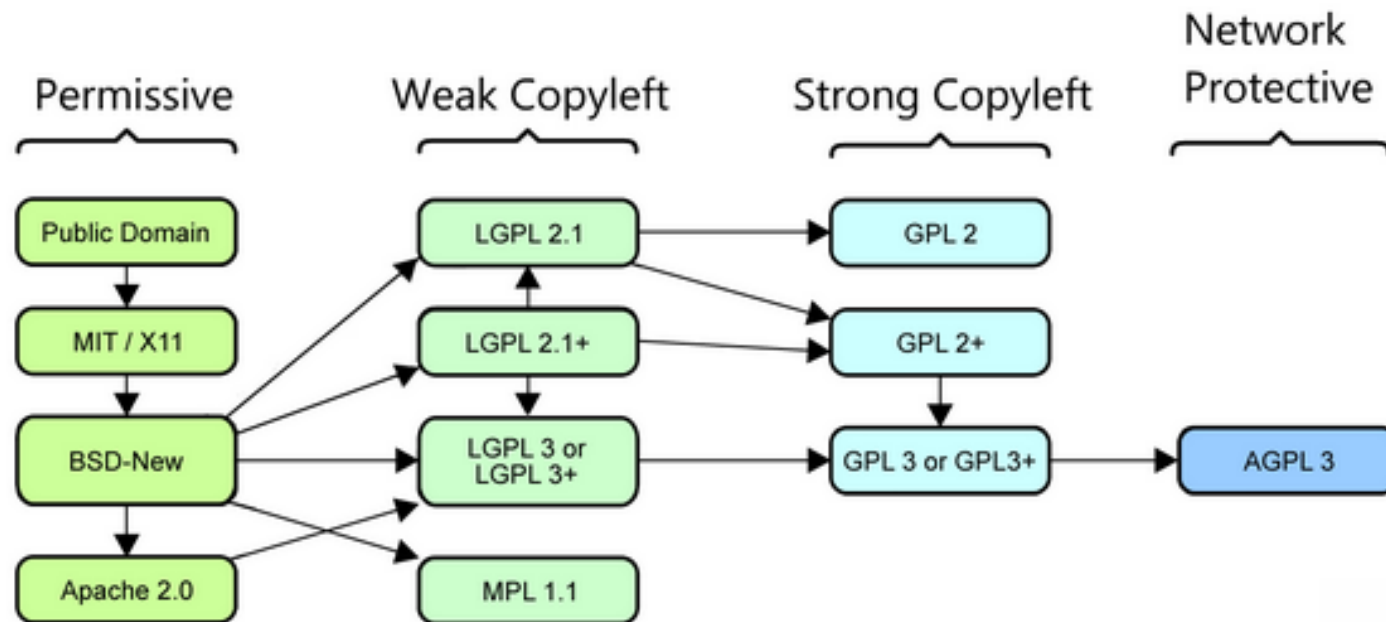 Permissive
Weak Copyleft
Strong Copyleft
Network
Protective
Public Domain
LGPL 2.1
GPL 2
MIT / X11
LGPL 2.1+
GPL 2+
BSD-New
LGPL 3 or
LGPL 3+
GPL 3 or GPL3+
AGPL 3
Apache 2.0
MPL 1.1